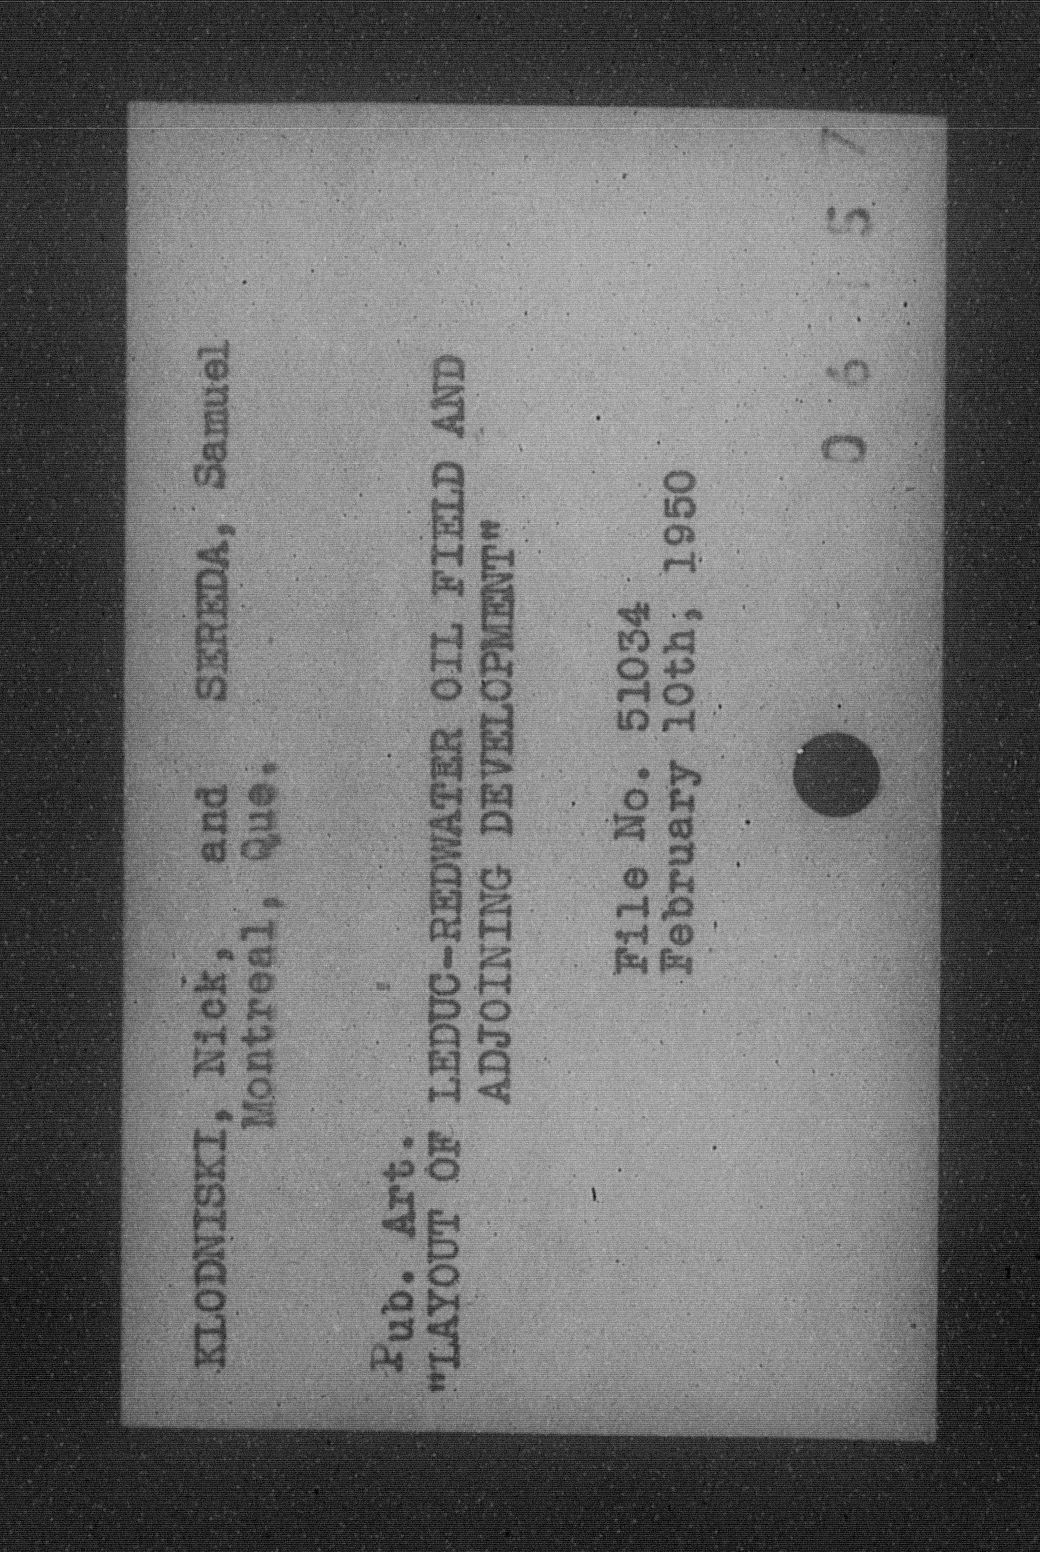 KLODNISKI, Nick, and SEREDA, Samuel
Montreal, Que.
Pub. Art.
"LAYOUT OF LEDUC-REDWATER OIL FIELD AND
ADJOINING DEVELOPMENT"
File No. 51034
February 10th, 1950